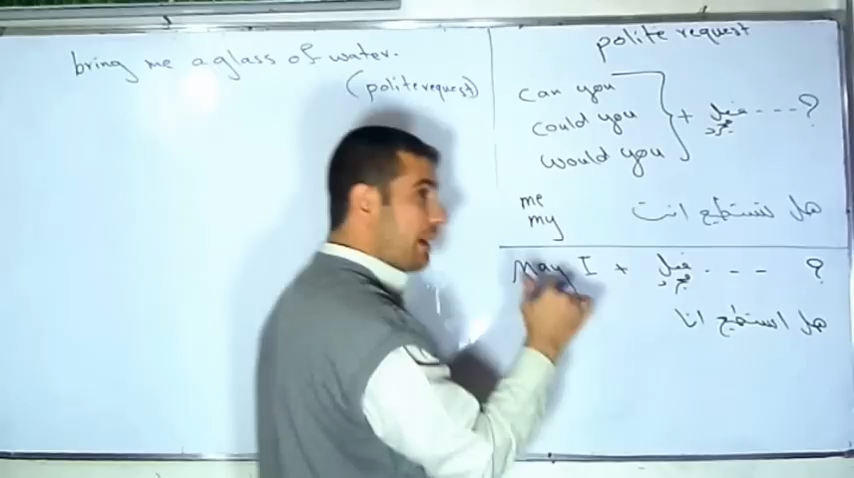 bring me a glass of water.
(polite request)
polite request
can you
could you
would you
+ فعل مجرد ---- ?
me
my
هل تستطيع انت
May I + فعل مجرد ---- ?
هل استطيع انا